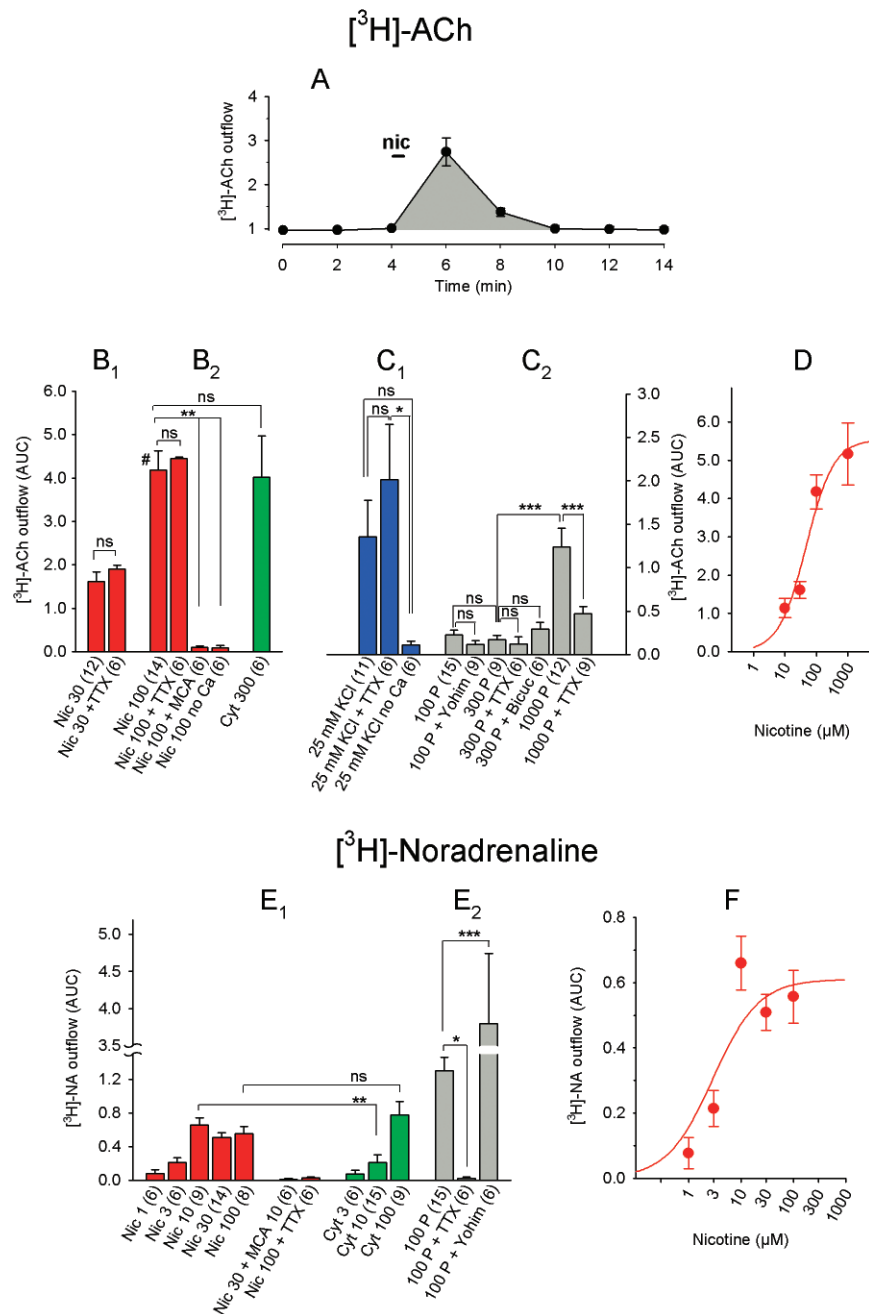 [³H]-ACh
A
[³H]-ACh outflow
4
3
2
1
nic
0 2 4 6 8 10 12 14
Time (min)
B₁ B₂ C₁ C₂ D
[³H]-ACh outflow (AUC)
6.0
5.0
4.0
3.0
2.0
1.0
0.0
ns
#
ns
**
ns
Nic 30 (12)
Nic 30 +TTX (6)
Nic 100 (14)
Nic 100 + TTX (6)
Nic 100 + MCA (6)
Nic 100 no Ca (6)
Cyt 300 (6)
ns
ns *
25 mM KCl (11)
25 mM KCl + TTX (6)
25 mM KCl no Ca (6)
ns
ns
ns
ns
***
***
100 P (15)
100 P + Yohim (9)
300 P (9)
300 P + TTX (6)
300 P + Bicuc (6)
1000 P (12)
1000 P + TTX (9)
3.0
2.5
2.0
1.5
1.0
0.5
0.0
[³H]-ACh outflow (AUC)
6.0
5.0
4.0
3.0
2.0
1.0
0.0
1 10 100 1000
Nicotine (µM)
[³H]-Noradrenaline
E₁ E₂ F
[³H]-NA outflow (AUC)
5.0
4.5
4.0
3.5
1.2
0.8
0.4
0.0
ns
**
***
*
Nic 1 (6)
Nic 3 (6)
Nic 10 (9)
Nic 30 (14)
Nic 100 (8)
Nic 30 + MCA 10 (6)
Nic 100 + TTX (6)
Cyt 3 (6)
Cyt 10 (15)
Cyt 100 (9)
100 P (15)
100 P + TTX (6)
100 P + Yohim (6)
[³H]-NA outflow (AUC)
0.8
0.6
0.4
0.2
0.0
1 3 10 30 100 300 1000
Nicotine (µM)